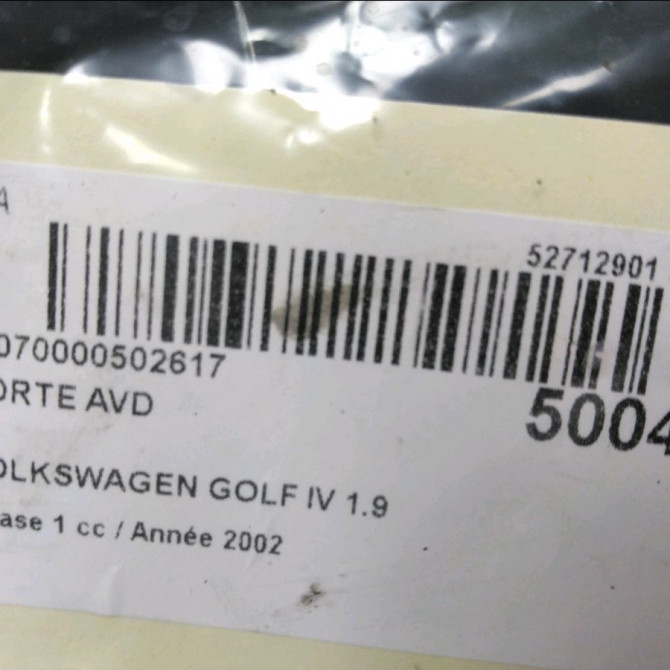 A
52712901
070000502617
ORTE AVD
5004
OLKSWAGEN GOLF IV 1.9
ase 1 cc / Année 2002